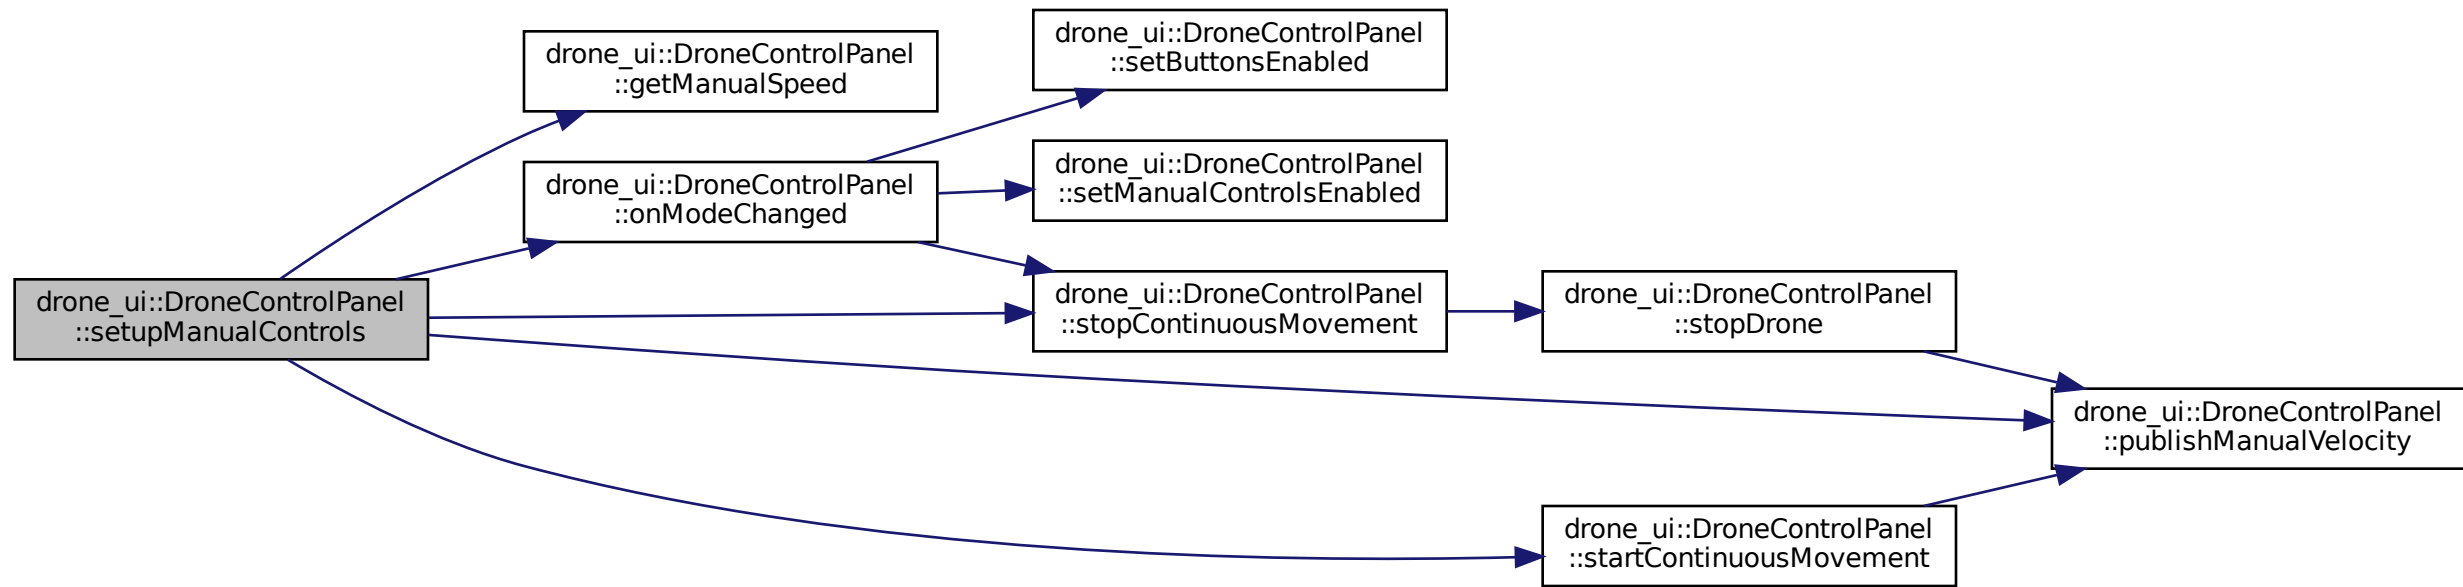 drone_ui::DroneControlPanel
::setupManualControls
drone_ui::DroneControlPanel
::getManualSpeed
drone_ui::DroneControlPanel
::onModeChanged
drone_ui::DroneControlPanel
::setButtonsEnabled
drone_ui::DroneControlPanel
::setManualControlsEnabled
drone_ui::DroneControlPanel
::stopContinuousMovement
drone_ui::DroneControlPanel
::stopDrone
drone_ui::DroneControlPanel
::publishManualVelocity
drone_ui::DroneControlPanel
::startContinuousMovement